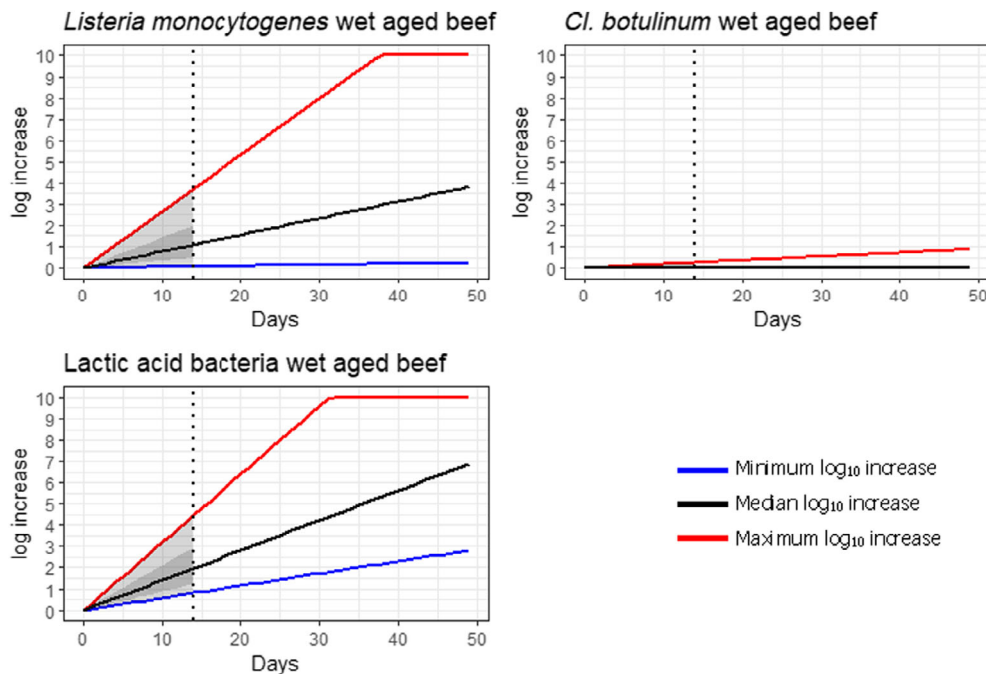 Listeria monocytogenes wet aged beef
10
9
8
7
6
5
4
3
2
1
0
log increase
0 10 20 30 40 50
Days
Cl. botulinum wet aged beef
10
9
8
7
6
5
4
3
2
1
0
log increase
0 10 20 30 40 50
Days
Lactic acid bacteria wet aged beef
10
9
8
7
6
5
4
3
2
1
0
log increase
0 10 20 30 40 50
Days
Minimum log₁₀ increase
Median log₁₀ increase
Maximum log₁₀ increase